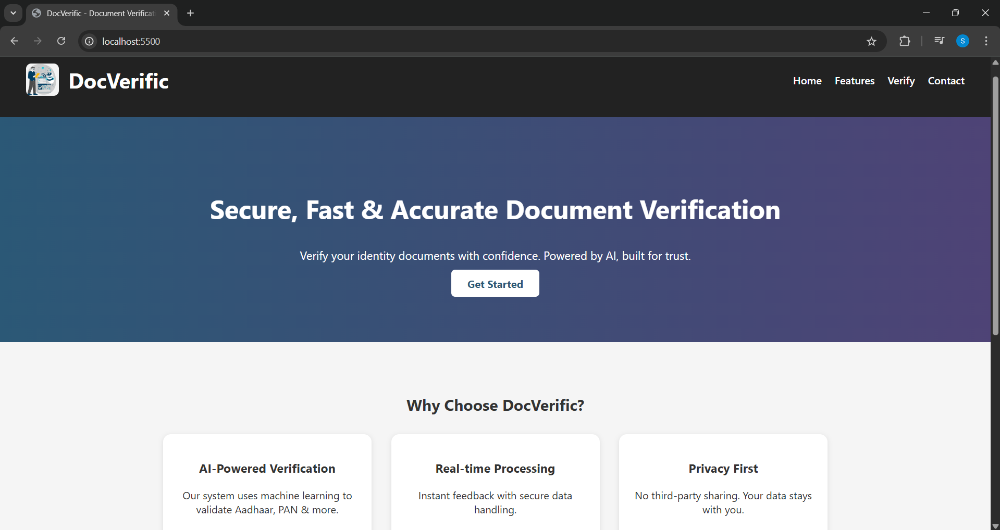 DocVerific - Document Verificat
localhost:5500
S
DocVerific
Home Features Verify Contact
Secure, Fast & Accurate Document Verification
Verify your identity documents with confidence. Powered by AI, built for trust.
Get Started
Why Choose DocVerific?
AI-Powered Verification
Our system uses machine learning to
validate Aadhaar, PAN & more.
Real-time Processing
Instant feedback with secure data
handling.
Privacy First
No third-party sharing. Your data stays
with you.